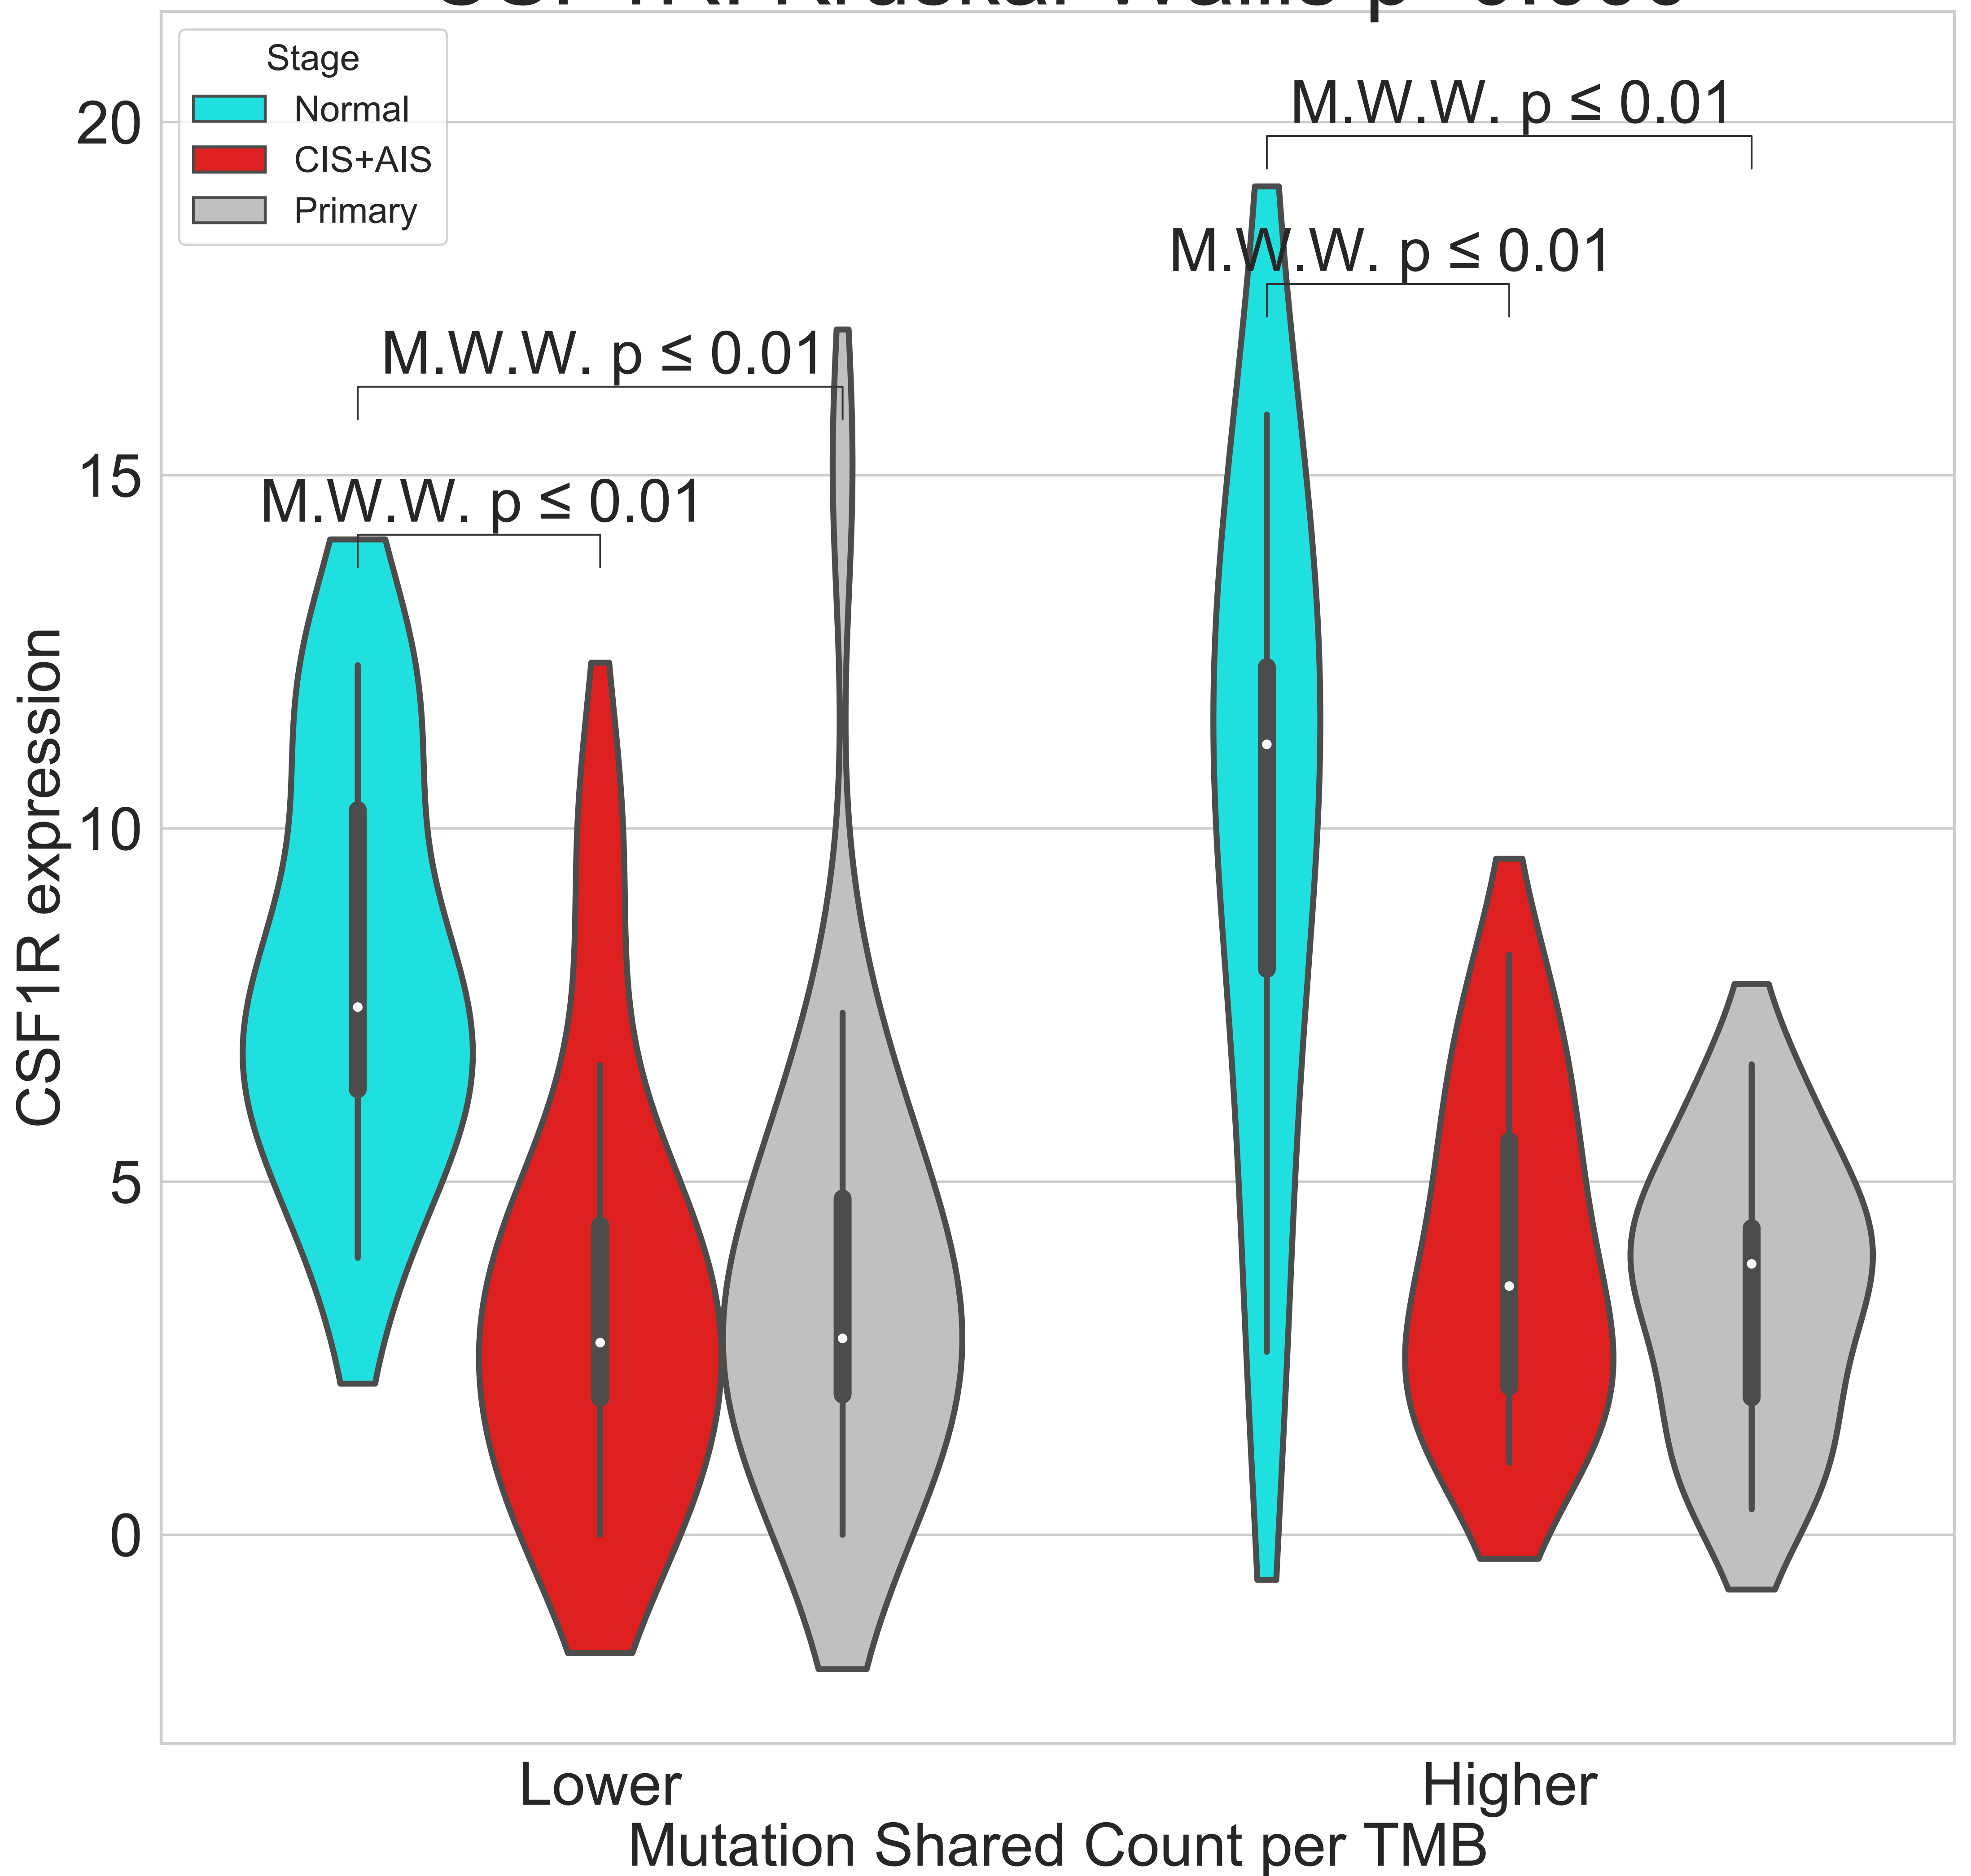 Stage
Normal
CIS+AIS
Primary
M.W.W. p ≤ 0.01
M.W.W. p ≤ 0.01
M.W.W. p ≤ 0.01
M.W.W. p ≤ 0.01
20
15
10
5
0
CSF1R expression
Lower
Higher
Mutation Shared Count per TMB